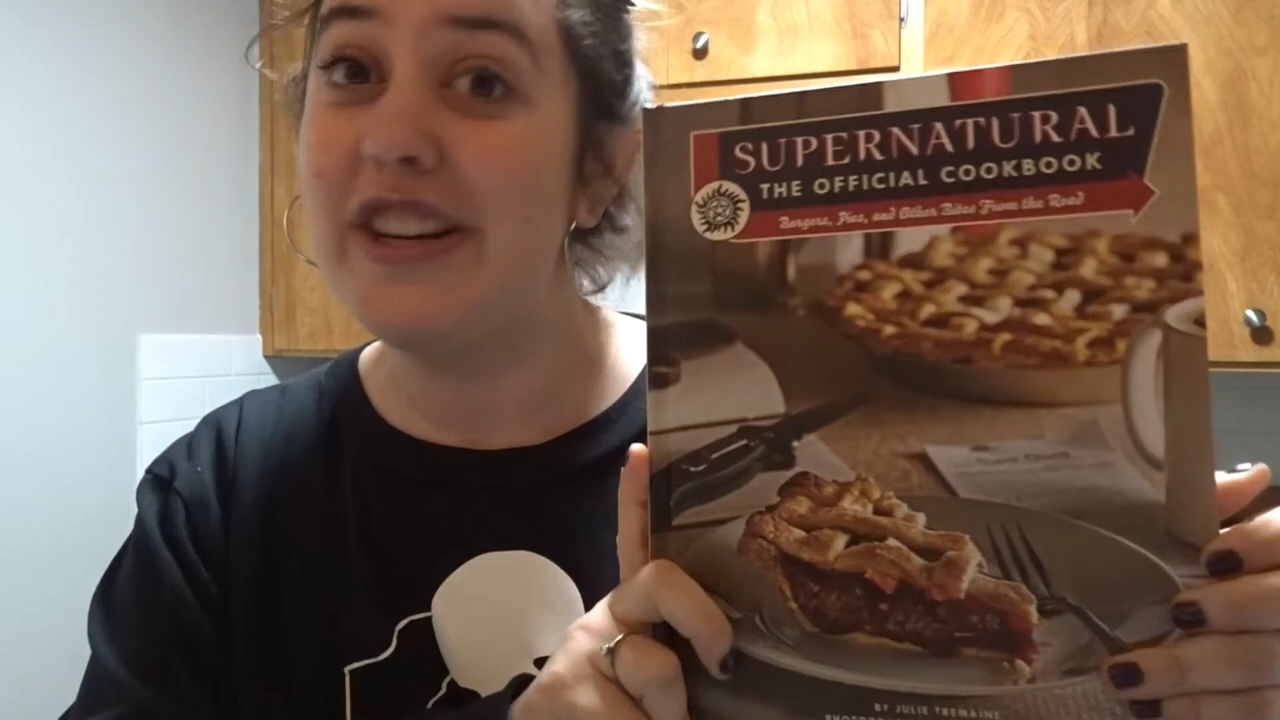 SUPERNATURAL
THE OFFICIAL COOKBOOK
Burgers, Pies, and Other Bites From the Road
BY JULIE TREMAINE